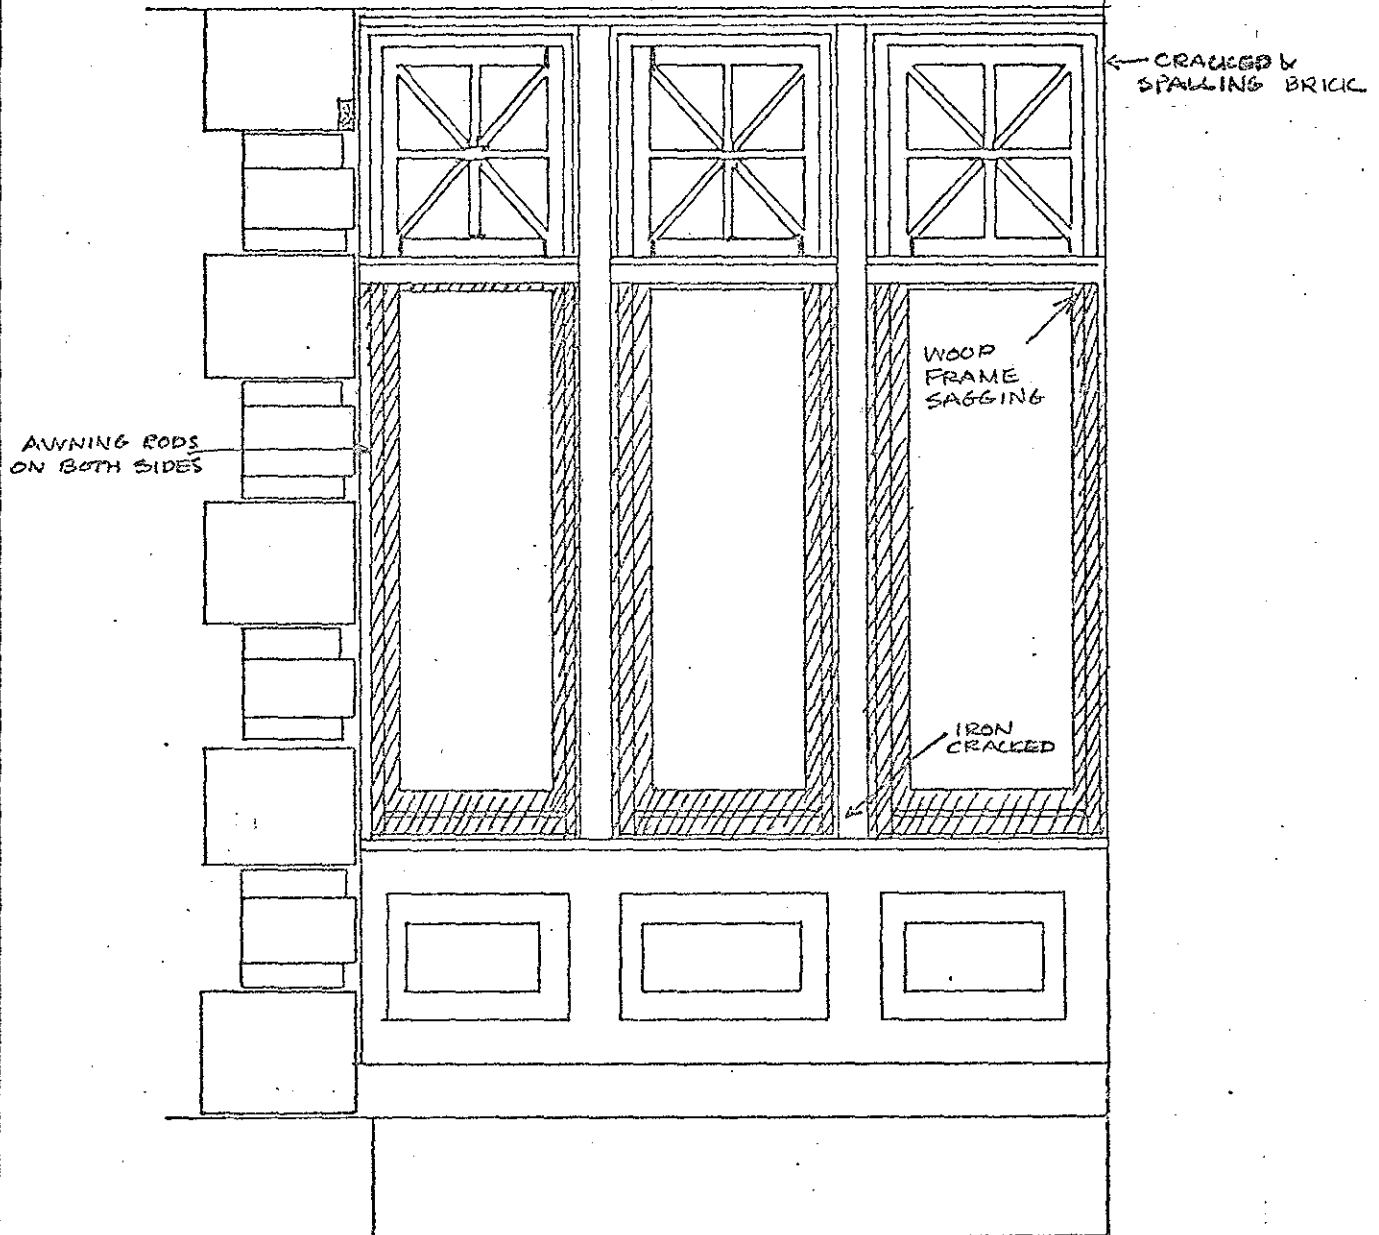 CRACKED &
SPALLING BRICK
WOOD
FRAME
SAGGING
AWNING RODS
ON BOTH SIDES
IRON
CRACKED